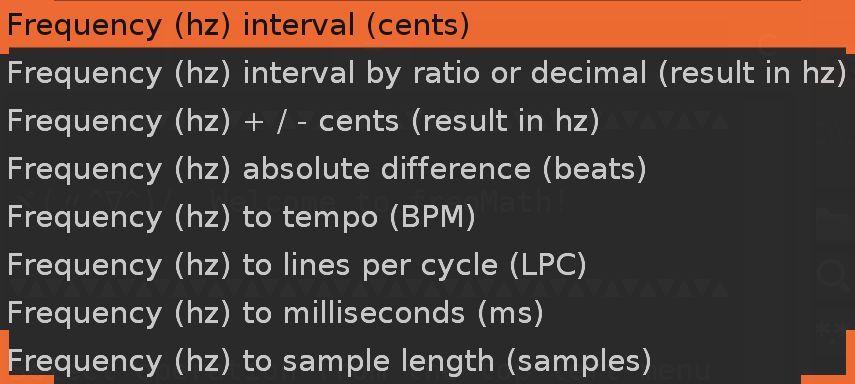 Frequency (hz) interval (cents)
Frequency (hz) interval by ratio or decimal (result in hz)
Frequency (hz) + / - cents (result in hz)
Frequency (hz) absolute difference (beats)
Frequency (hz) to tempo (BPM)
Frequency (hz) to lines per cycle (LPC)
Frequency (hz) to milliseconds (ms)
Frequency (hz) to sample length (samples)